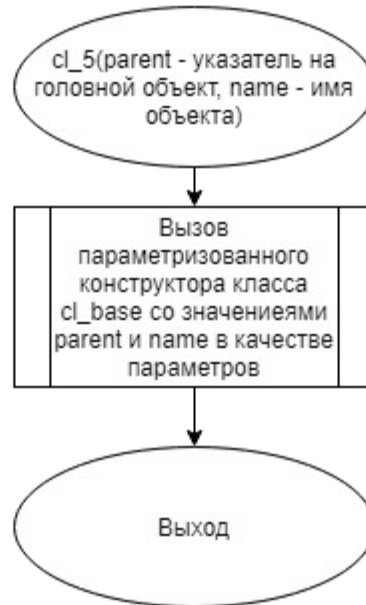 cl_5(parent - указатель на
головной объект, name - имя
объекта)
Вызов
параметризованного
конструктора класса
cl_base со значениеями
parent и name в качестве
параметров
Выход